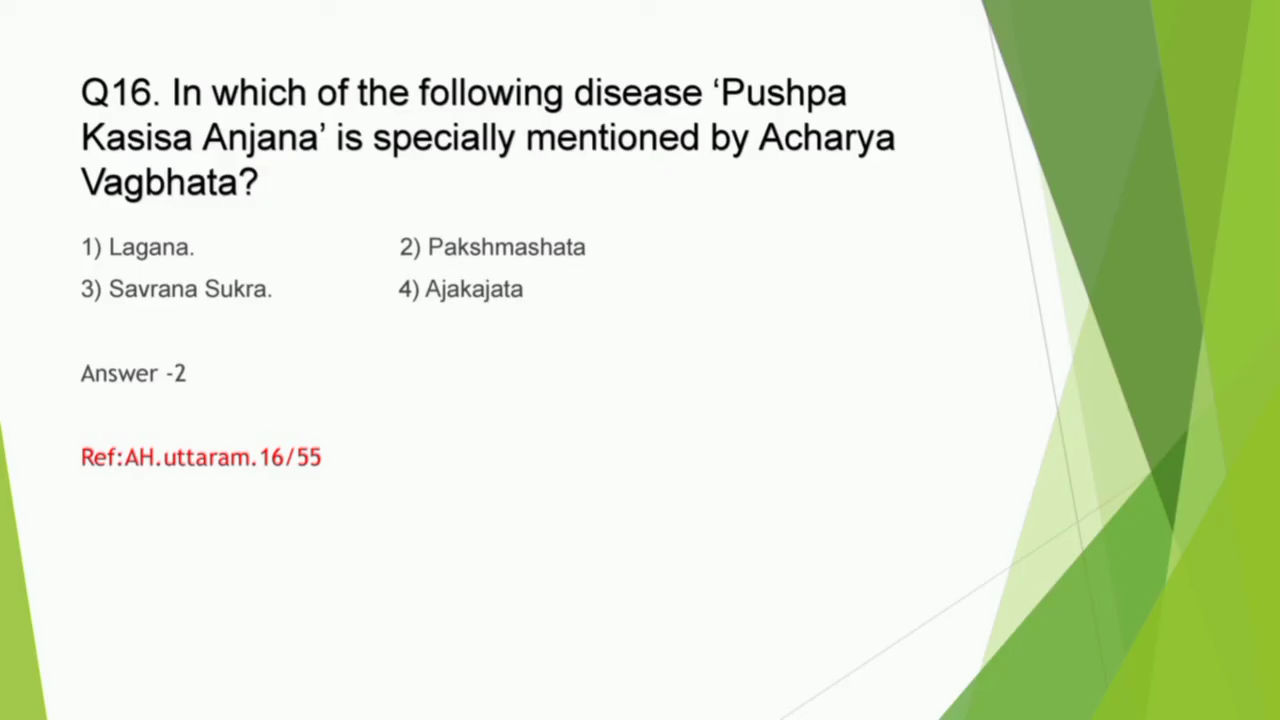 Q16. In which of the following disease ‘Pushpa
Kasisa Anjana’ is specially mentioned by Acharya
Vagbhata?
1) Lagana. 2) Pakshmashata
3) Savrana Sukra. 4) Ajakajata
Answer -2
Ref:AH.uttaram.16/55